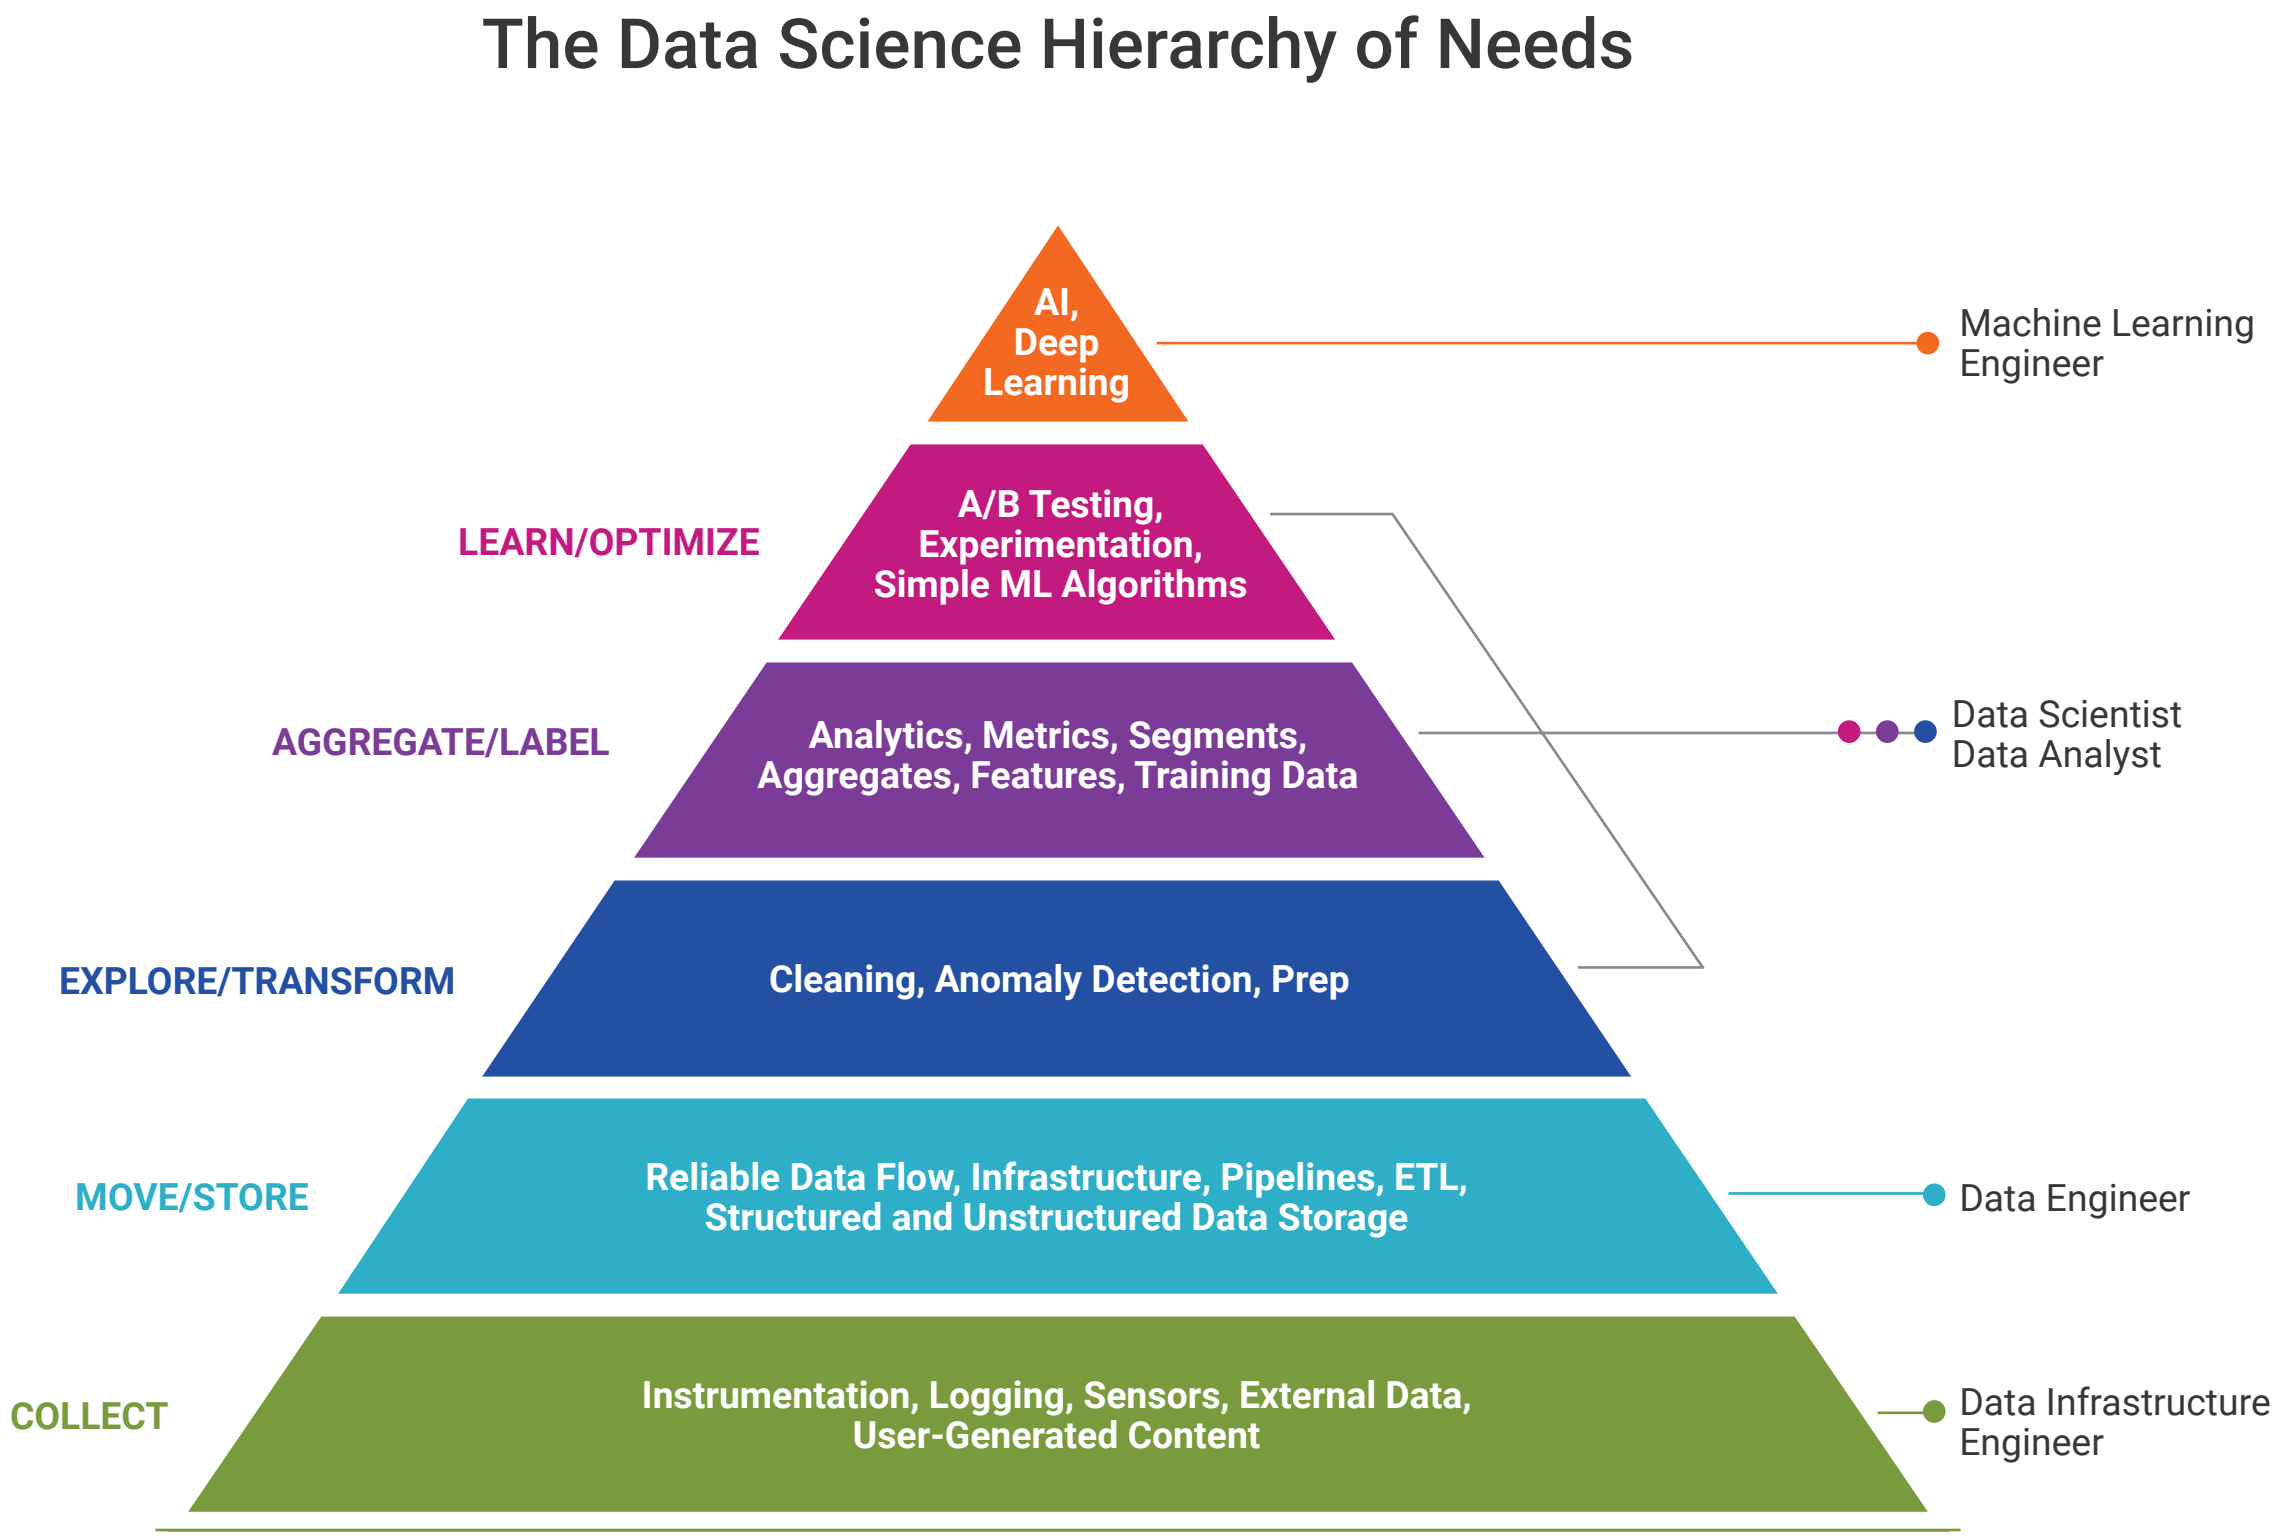 The Data Science Hierarchy of Needs
AI,
Deep
Learning
Machine Learning
Engineer
LEARN/OPTIMIZE
A/B Testing,
Experimentation,
Simple ML Algorithms
AGGREGATE/LABEL
Analytics, Metrics, Segments,
Aggregates, Features, Training Data
Data Scientist
Data Analyst
EXPLORE/TRANSFORM
Cleaning, Anomaly Detection, Prep
MOVE/STORE
Reliable Data Flow, Infrastructure, Pipelines, ETL,
Structured and Unstructured Data Storage
Data Engineer
COLLECT
Instrumentation, Logging, Sensors, External Data,
User-Generated Content
Data Infrastructure
Engineer